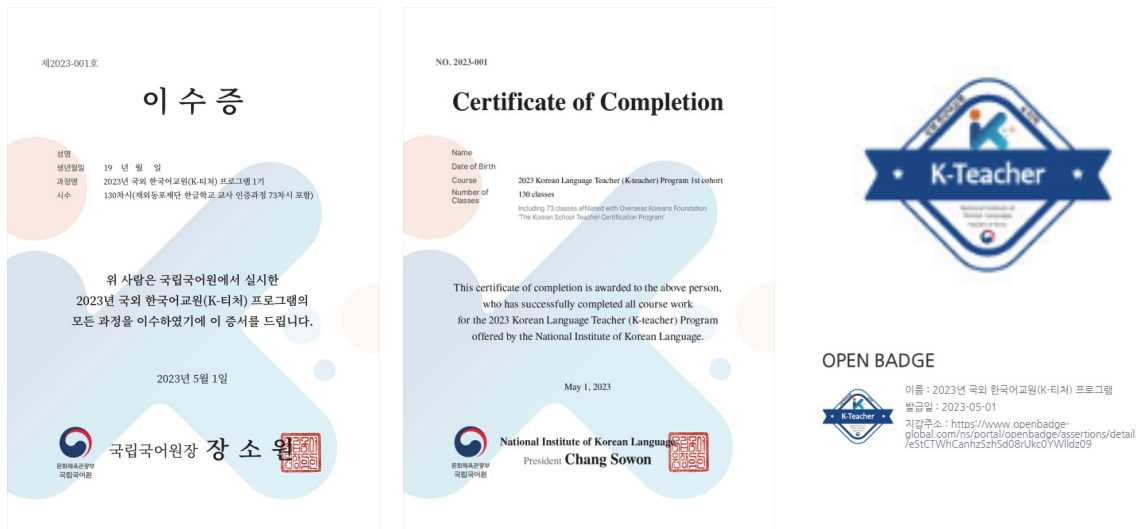 제2023-001호
이 수 증
성명
생년월일 19 년 월 일
과정명 2023년 국외 한국어교원(K-티처) 프로그램 1기
시수 130차시(재외동포재단 한글학교 교사 인증과정 73차시 포함)
위 사람은 국립국어원에서 실시한
2023년 국외 한국어교원(K-티처) 프로그램의
모든 과정을 이수하였기에 이 증서를 드립니다.
2023년 5월 1일
문화체육관광부
국립국어원
국립국어원장 장 소 원
NO. 2023-001
Certificate of Completion
Name
Date of Birth
Course 2023 Korean Language Teacher (K-teacher) Program 1st cohort
Number of Classes 130 classes
Including 73 classes affiliated with Overseas Koreans Foundation
'The Korean School Teacher Certification Program'
This certificate of completion is awarded to the above person,
who has successfully completed all course work
for the 2023 Korean Language Teacher (K-teacher) Program
offered by the National Institute of Korean Language.
May 1, 2023
문화체육관광부
국립국어원
National Institute of Korean Language
President Chang Sowon
K-Teacher
National Institute of
Korean Language
OPEN BADGE
K-Teacher
이름 : 2023년 국외 한국어교원(K-티처) 프로그램
발급일 : 2023-05-01
지갑주소 : https://www.openbadge-
global.com/ns/portal/openbadge/assertions/detail
/eStCTWhCanhzSzhSd08rUkc0YWlldz09